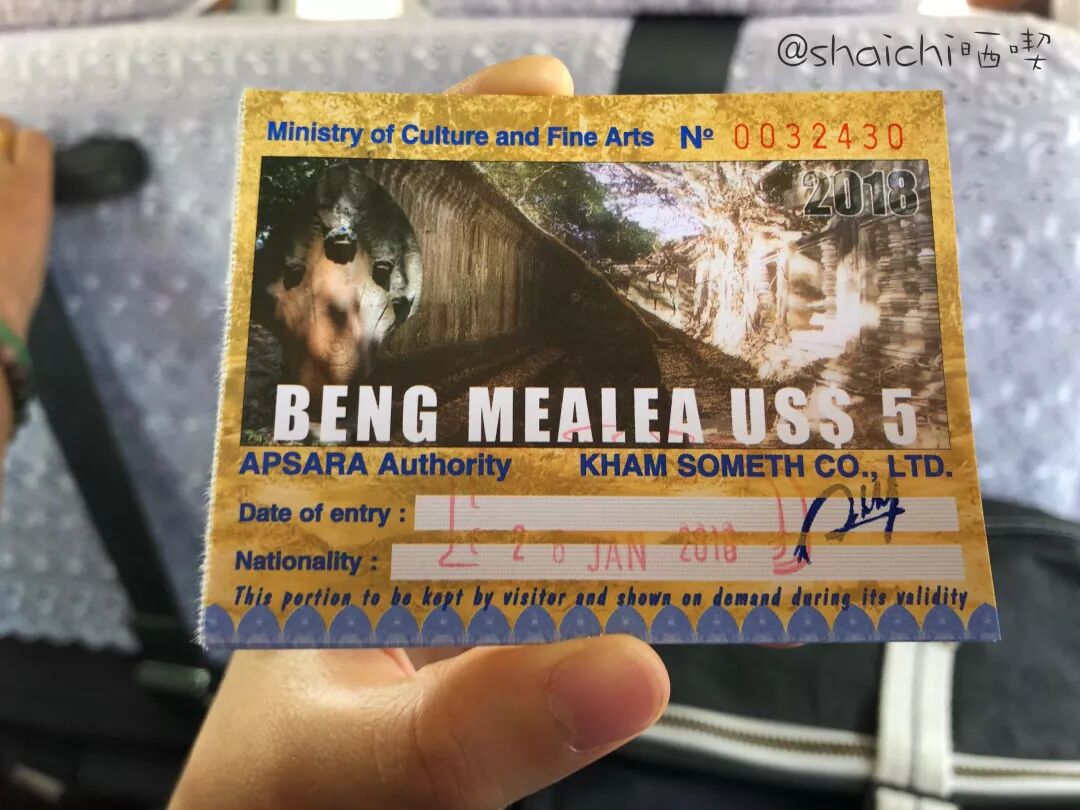 @shaichi晒喫
Ministry of Culture and Fine Arts Nº 0032430
2018
BENG MEALEA US$ 5
APSARA Authority KHAM SOMETH CO., LTD.
Date of entry :
JAN 2018
Nationality :
This portion to be kept by visitor and shown on demand during its validity